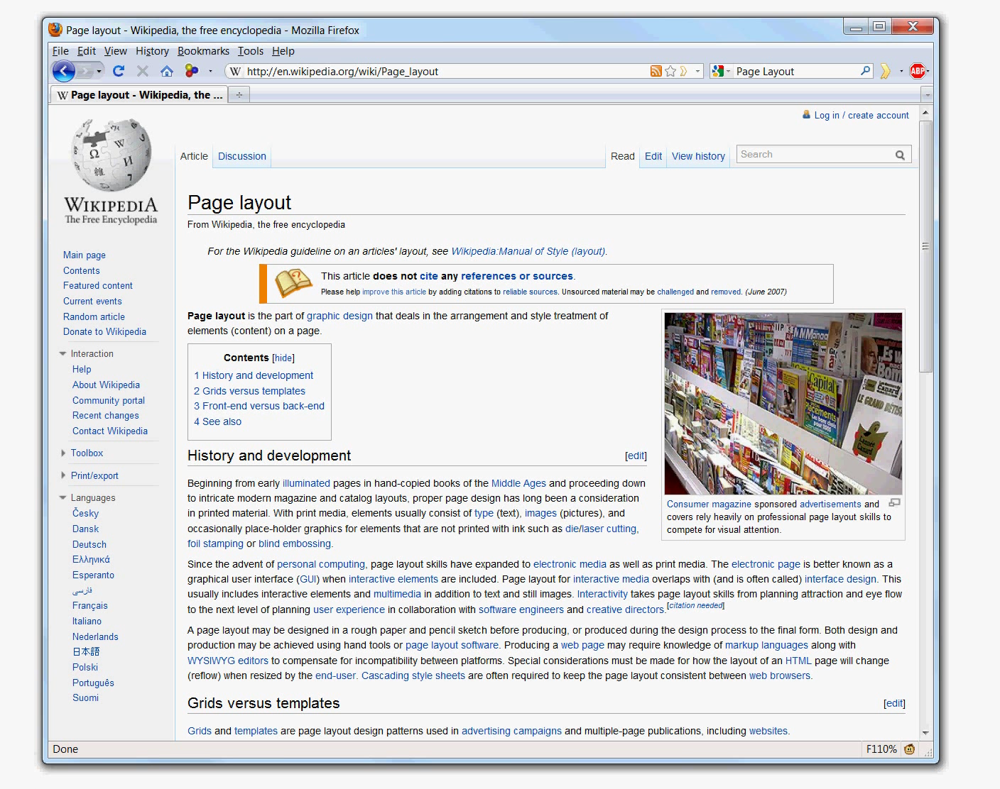 Page layout - Wikipedia, the free encyclopedia - Mozilla Firefox
File Edit View History Bookmarks Tools Help
W http://en.wikipedia.org/wiki/Page_layout
Page Layout
ABP
W Page layout - Wikipedia, the ...
Log in / create account
Article Discussion
Read Edit View history
Search
WIKIPEDIA
The Free Encyclopedia
Main page
Contents
Featured content
Current events
Random article
Donate to Wikipedia
Interaction
Help
About Wikipedia
Community portal
Recent changes
Contact Wikipedia
Toolbox
Print/export
Languages
Česky
Dansk
Deutsch
Ελληνικά
Esperanto
فارسی
Français
Italiano
Nederlands
日本語
Polski
Português
Suomi
Page layout
From Wikipedia, the free encyclopedia
For the Wikipedia guideline on an articles' layout, see Wikipedia:Manual of Style (layout).
This article does not cite any references or sources.
Please help improve this article by adding citations to reliable sources. Unsourced material may be challenged and removed. (June 2007)
Page layout is the part of graphic design that deals in the arrangement and style treatment of
elements (content) on a page.
Contents [hide]
1 History and development
2 Grids versus templates
3 Front-end versus back-end
4 See also
Capital
Consumer magazine sponsored advertisements and
covers rely heavily on professional page layout skills to
compete for visual attention.
History and development [edit]
Beginning from early illuminated pages in hand-copied books of the Middle Ages and proceeding down
to intricate modern magazine and catalog layouts, proper page design has long been a consideration
in printed material. With print media, elements usually consist of type (text), images (pictures), and
occasionally place-holder graphics for elements that are not printed with ink such as die/laser cutting,
foil stamping or blind embossing.
Since the advent of personal computing, page layout skills have expanded to electronic media as well as print media. The electronic page is better known as a
graphical user interface (GUI) when interactive elements are included. Page layout for interactive media overlaps with (and is often called) interface design. This
usually includes interactive elements and multimedia in addition to text and still images. Interactivity takes page layout skills from planning attraction and eye flow
to the next level of planning user experience in collaboration with software engineers and creative directors.[citation needed]
A page layout may be designed in a rough paper and pencil sketch before producing, or produced during the design process to the final form. Both design and
production may be achieved using hand tools or page layout software. Producing a web page may require knowledge of markup languages along with
WYSIWYG editors to compensate for incompatibility between platforms. Special considerations must be made for how the layout of an HTML page will change
(reflow) when resized by the end-user. Cascading style sheets are often required to keep the page layout consistent between web browsers.
Grids versus templates [edit]
Grids and templates are page layout design patterns used in advertising campaigns and multiple-page publications, including websites.
Done
F110%